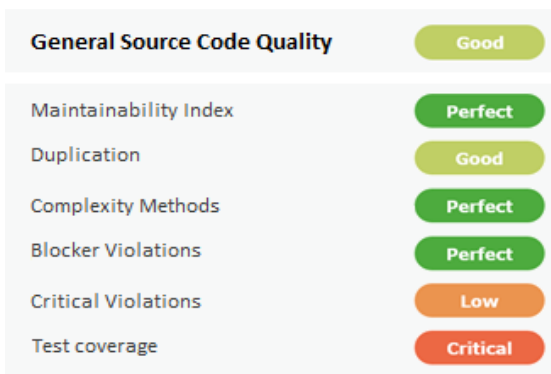 General Source Code Quality Good
Maintainability Index Perfect
Duplication Good
Complexity Methods Perfect
Blocker Violations Perfect
Critical Violations Low
Test coverage Critical